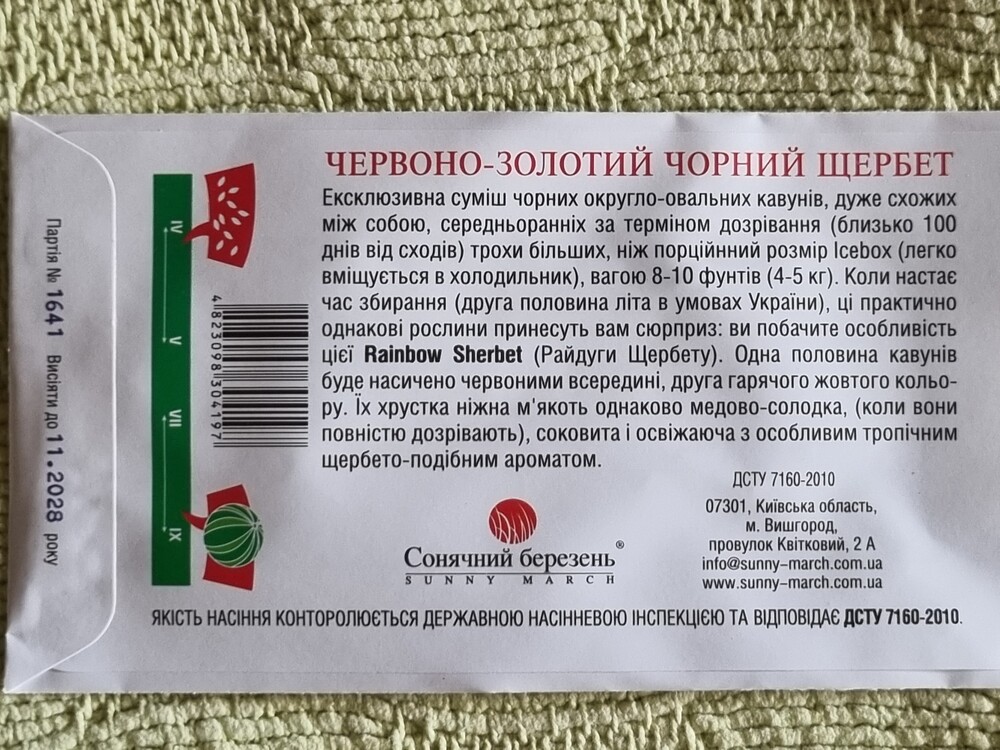 ЧЕРВОНО-ЗОЛОТИЙ ЧОРНИЙ ЩЕРБЕТ
Ексклюзивна суміш чорних округло-овальних кавунів, дуже схожих
між собою, середньоранніх за терміном дозрівання (близько 100
днів від сходів) трохи більших, ніж порційнний розмір Icebox (легко
вміщується в холодильник), вагою 8-10 фунтів (4-5 кг). Коли настає
час збирання (друга половина літа в умовах України), ці практично
однакові рослини принесуть вам сюрприз: ви побачите особливість
цієї Rainbow Sherbet (Райдуги Щербету). Одна половина кавунів
буде насичено червоними всередині, друга гарячого жовтого кольо-
ру. Їх хрустка ніжна м'якоть однаково медово-солодка, (коли вони
повністю дозрівають), соковита і освіжаюча з особливим тропічним
щербето-подібним ароматом.
Партія № 1641 Висіяти до 11.2028 року
IV
V
VII
IX
4 823098 304197
Сонячний березень®
SUNNY MARCH
ДСТУ 7160-2010
07301, Київська область,
м. Вишгород,
провулок Квітковий, 2 А
info@sunny-march.com.ua
www.sunny-march.com.ua
ЯКІСТЬ НАСІННЯ КОНТОРОЛЮЄТЬСЯ ДЕРЖАВНОЮ НАСІННЕВОЮ ІНСПЕКЦІЄЮ ТА ВІДПОВІДАЄ ДСТУ 7160-2010.